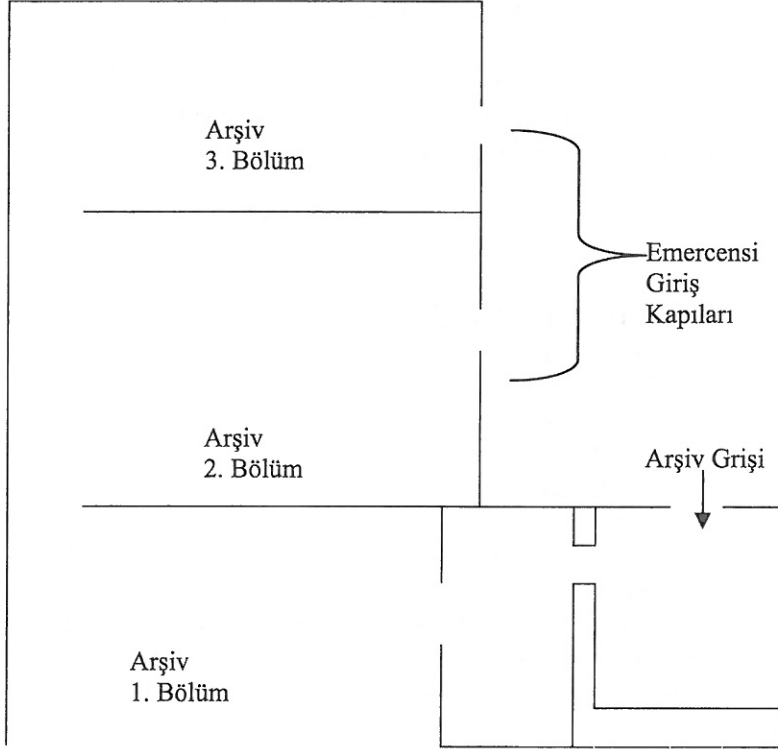 Arşiv
3. Bölüm
Emercensi
Giriş
Kapıları
Arşiv
2. Bölüm
Arşiv Grişi
Arşiv
1. Bölüm